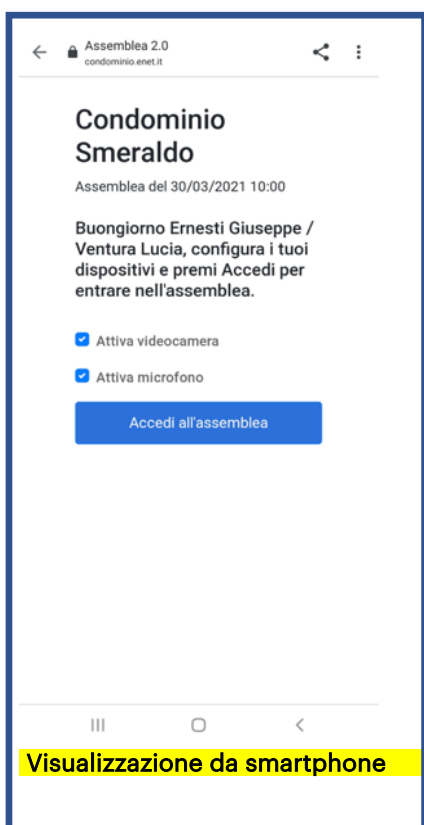 Assemblea 2.0
condominio.enet.it
Condominio
Smeraldo
Assemblea del 30/03/2021 10:00
Buongiorno Ernesti Giuseppe /
Ventura Lucia, configura i tuoi
dispositivi e premi Accedi per
entrare nell'assemblea.
Attiva videocamera
Attiva microfono
Accedi all'assemblea
Visualizzazione da smartphone